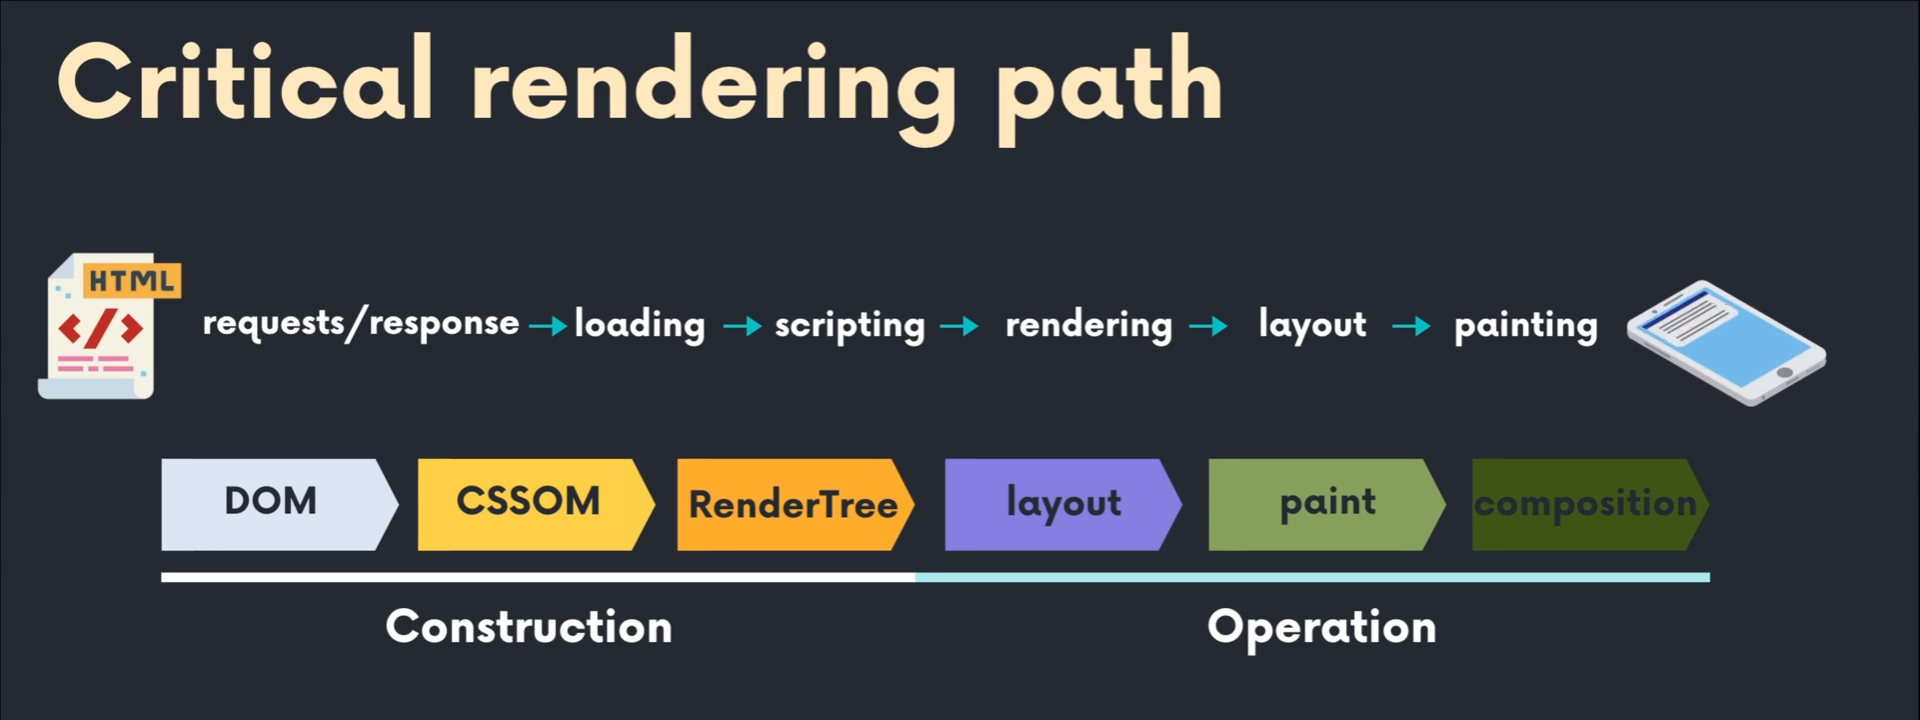 Critical rendering path
HTML
</>
requests/response → loading → scripting → rendering → layout → painting
DOM CSSOM RenderTree layout paint composition
Construction Operation